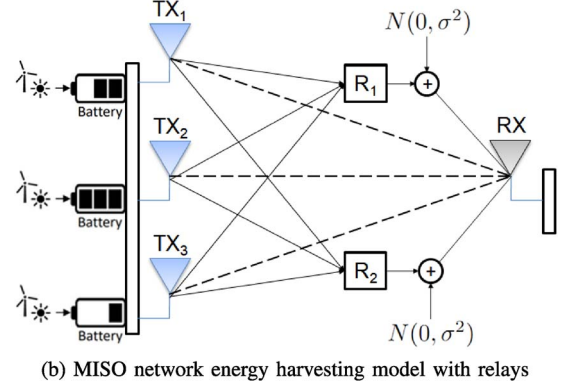 TX₁
N(0, σ²)
Battery
R₁
+
TX₂
RX
Battery
TX₃
R₂
+
Battery
N(0, σ²)
(b) MISO network energy harvesting model with relays